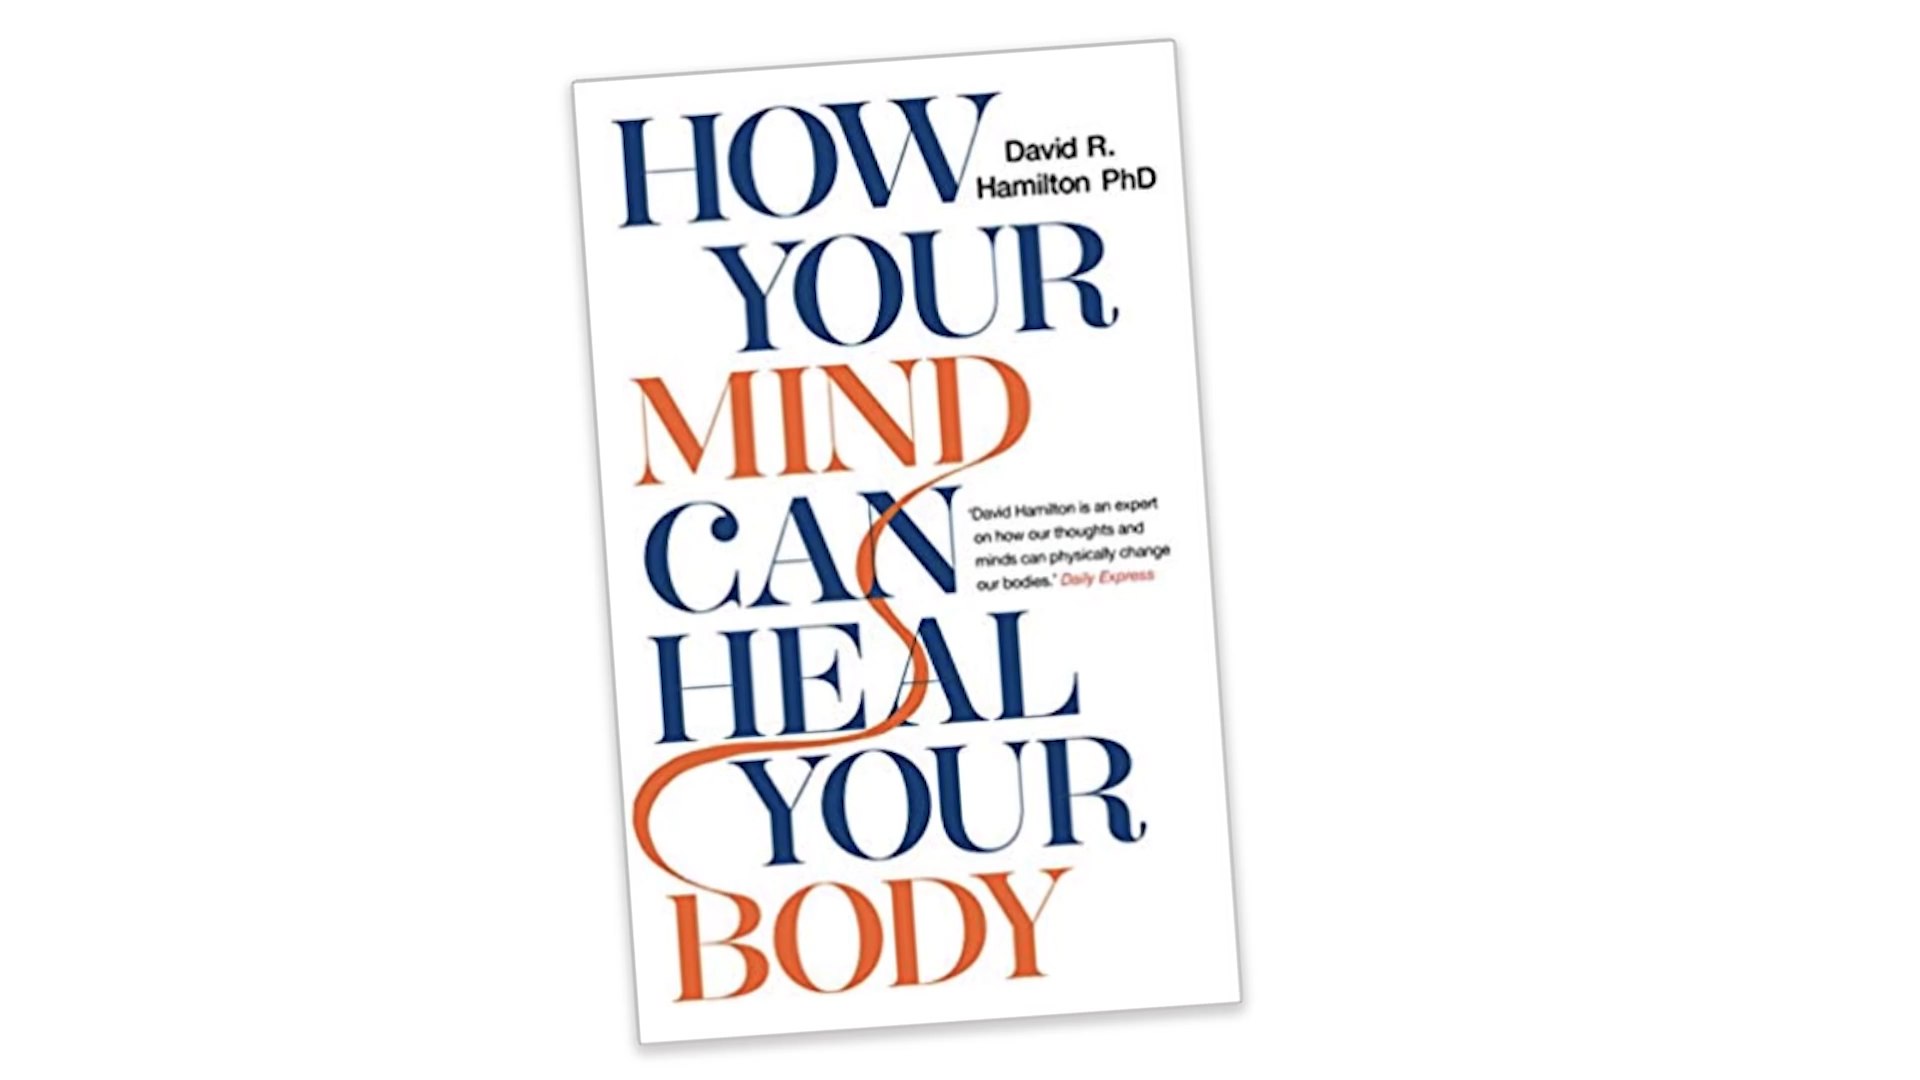 HOW
David R.
Hamilton PhD
YOUR
MIND
CAN
'David Hamilton is an expert
on how our thoughts and
minds can physically change
our bodies.' Daily Express
HEAL
YOUR
BODY